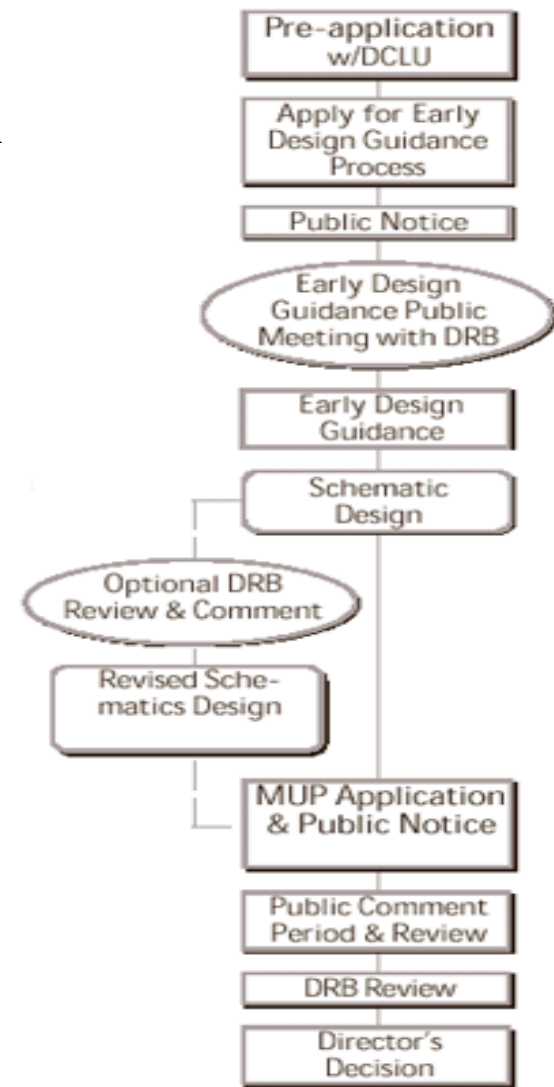 Pre-application
w/DCLU
Apply for Early
Design Guidance
Process
Public Notice
Early Design
Guidance Public
Meeting with DRB
Early Design
Guidance
Schematic
Design
Optional DRB
Review & Comment
Revised Sche-
matics Design
MUP Application
& Public Notice
Public Comment
Period & Review
DRB Review
Director's
Decision